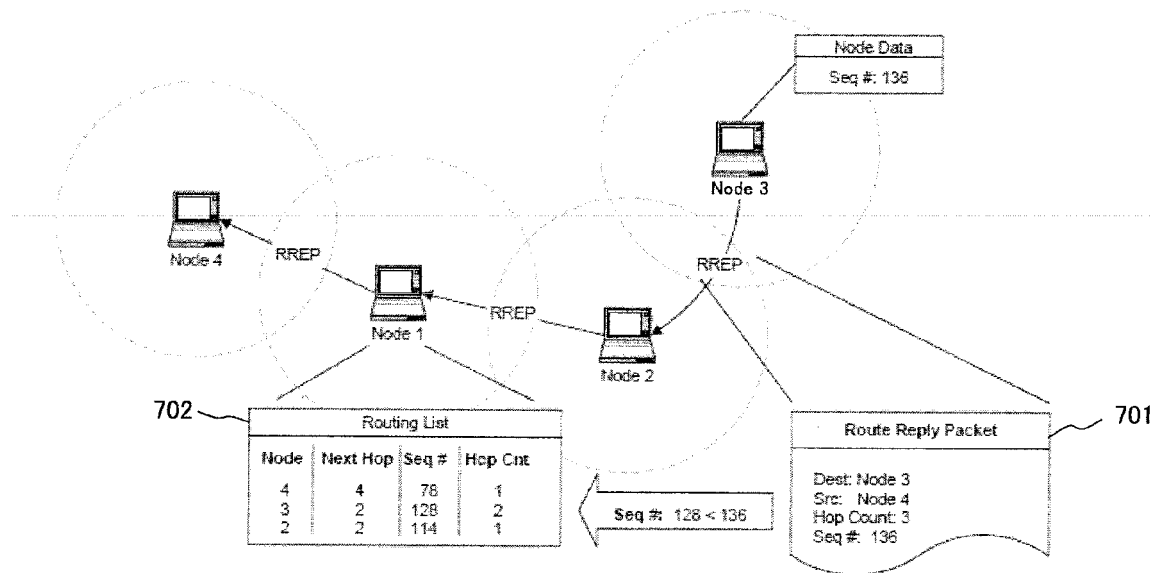 Node Data
Seq #: 136
Node 3
Node 4
RREP
RREP
Node 1
RREP
Node 2
702
Routing List
Node Next Hop Seq # Hop Cnt
4 4 78 1
3 2 128 2
2 2 114 1
Seq #: 128 < 136
701
Route Reply Packet
Dest: Node 3
Src: Node 4
Hop Count: 3
Seq #: 136